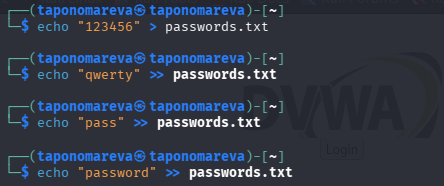 ┌──(taponomareva㉿taponomareva)-[~]
└─$ echo "123456" > passwords.txt
┌──(taponomareva㉿taponomareva)-[~]
└─$ echo "qwerty" >> passwords.txt
┌──(taponomareva㉿taponomareva)-[~]
└─$ echo "pass" >> passwords.txt
DVWA
Login
┌──(taponomareva㉿taponomareva)-[~]
└─$ echo "password" >> passwords.txt